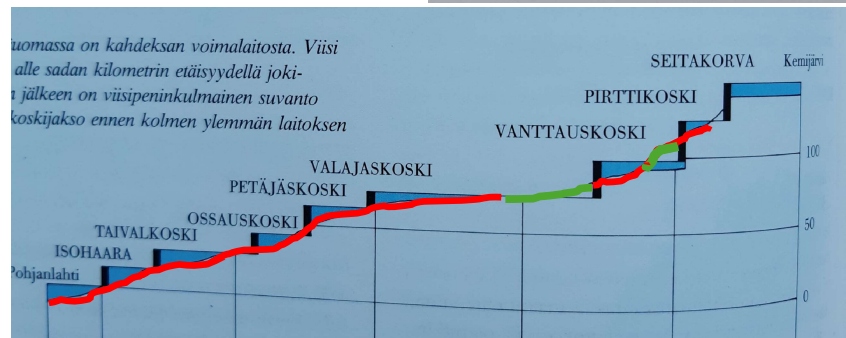 uomassa on kahdeksan voimalaitosta. Viisi
alle sadan kilometrin etäisyydellä joki-
jälkeen on viisipeninkulmainen suvanto
koskijakso ennen kolmen ylemmän laitoksen
SEITAKORVA
Kemijärvi
PIRTTIKOSKI
VANTTAUSKOSKI
100
VALAJASKOSKI
PETÄJÄSKOSKI
OSSAUSKOSKI
50
TAIVALKOSKI
ISOHAARA
Pohjanlahti
0